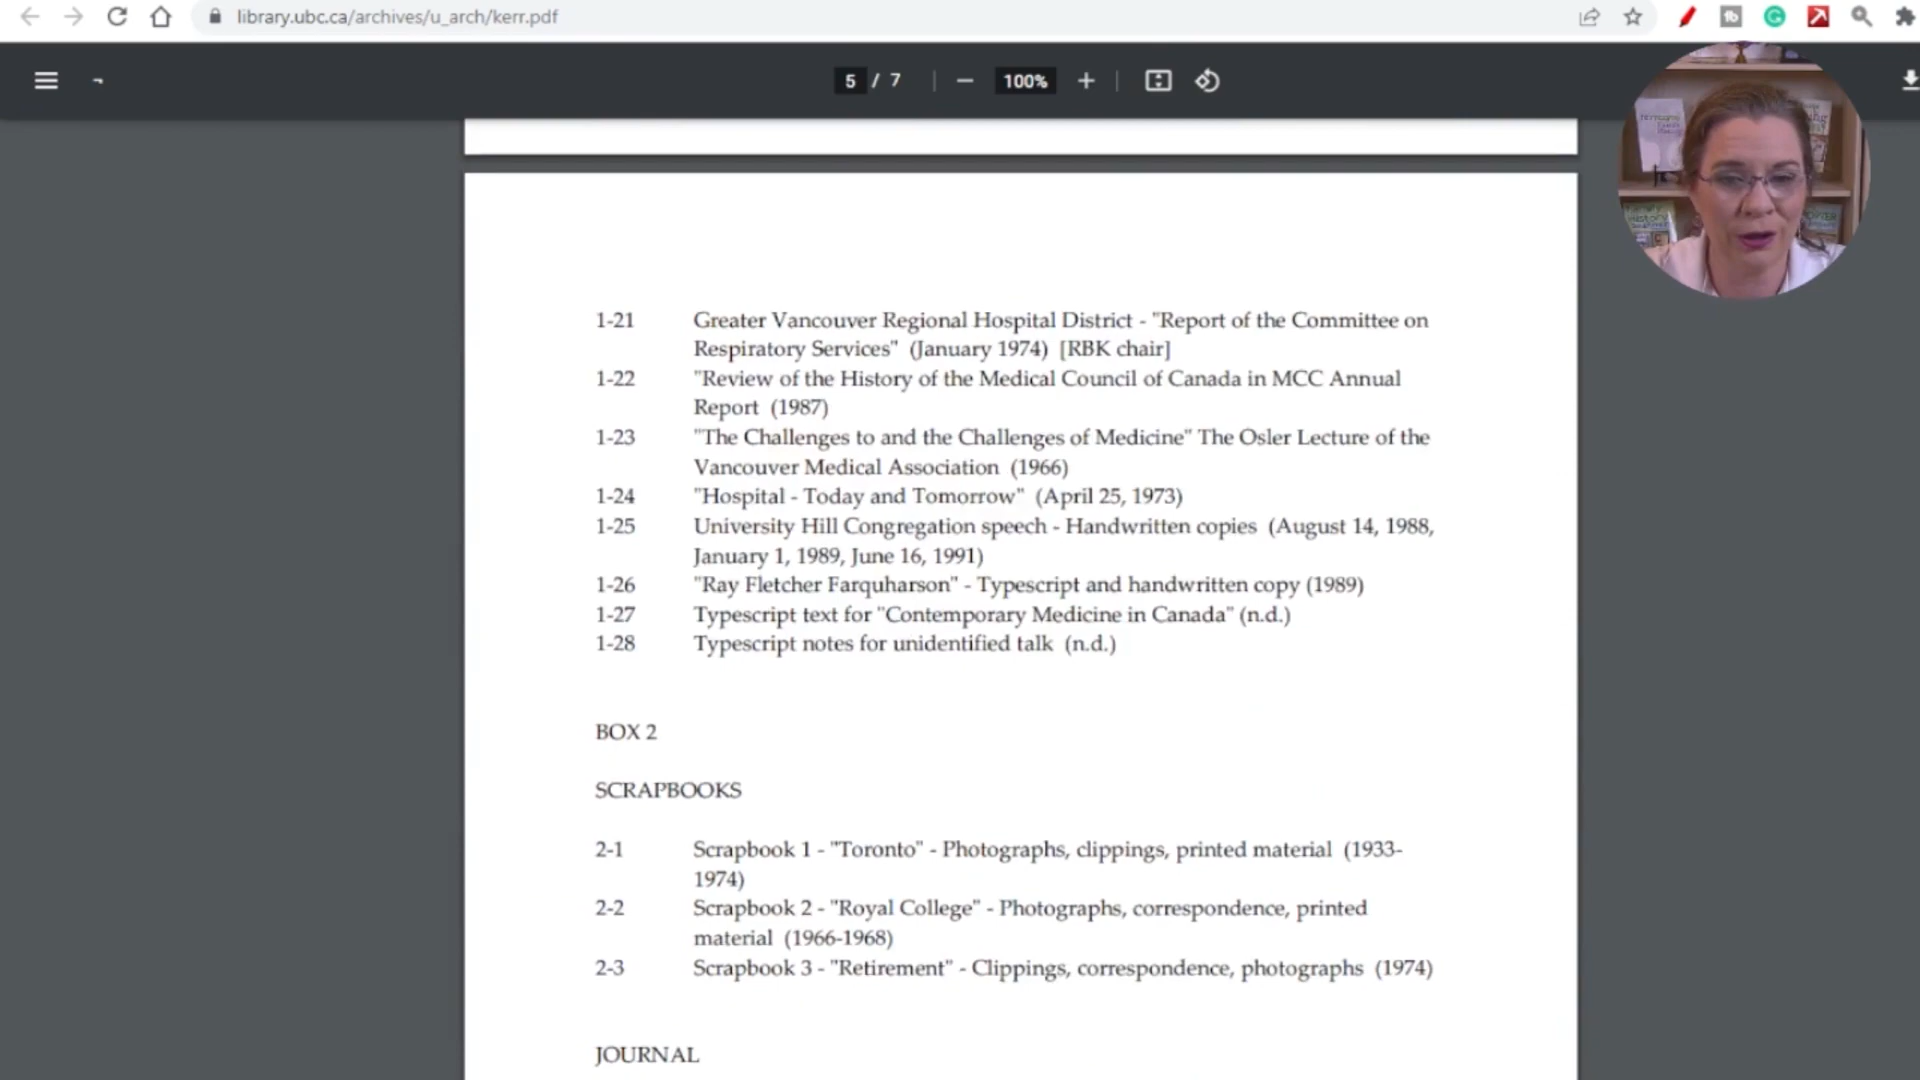 library.ubc.ca/archives/u_arch/kerr.pdf
5 / 7
100%
1-21 Greater Vancouver Regional Hospital District - "Report of the Committee on
Respiratory Services" (January 1974) [RBK chair]
1-22 "Review of the History of the Medical Council of Canada in MCC Annual
Report (1987)
1-23 "The Challenges to and the Challenges of Medicine" The Osler Lecture of the
Vancouver Medical Association (1966)
1-24 "Hospital - Today and Tomorrow" (April 25, 1973)
1-25 University Hill Congregation speech - Handwritten copies (August 14, 1988,
January 1, 1989, June 16, 1991)
1-26 "Ray Fletcher Farquharson" - Typescript and handwritten copy (1989)
1-27 Typescript text for "Contemporary Medicine in Canada" (n.d.)
1-28 Typescript notes for unidentified talk (n.d.)
BOX 2
SCRAPBOOKS
2-1 Scrapbook 1 - "Toronto" - Photographs, clippings, printed material (1933-
1974)
2-2 Scrapbook 2 - "Royal College" - Photographs, correspondence, printed
material (1966-1968)
2-3 Scrapbook 3 - "Retirement" - Clippings, correspondence, photographs (1974)
JOURNAL